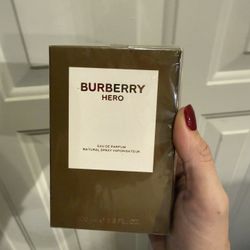 BURBERRY
HERO
EAU DE PARFUM
NATURAL SPRAY VAPORISATEUR